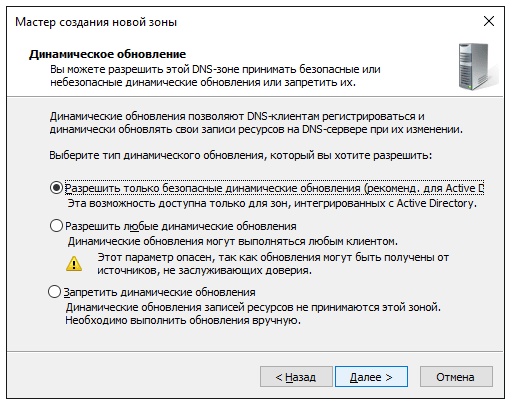 Мастер создания новой зоны
Динамическое обновление
Вы можете разрешить этой DNS-зоне принимать безопасные или
небезопасные динамические обновления или запретить их.
Динамические обновления позволяют DNS-клиентам регистрироваться и
динамически обновлять свои записи ресурсов на DNS-сервере при их изменении.
Выберите тип динамического обновления, который вы хотите разрешить:
Разрешить только безопасные динамические обновления (рекоменд. для Active D
Эта возможность доступна только для зон, интегрированных с Active Directory.
Разрешить любые динамические обновления
Динамические обновления могут выполняться любым клиентом.
Этот параметр опасен, так как обновления могут быть получены от
источников, не заслуживающих доверия.
Запретить динамические обновления
Динамические обновления записей ресурсов не принимаются этой зоной.
Необходимо выполнить обновления вручную.
< Назад
Далее >
Отмена